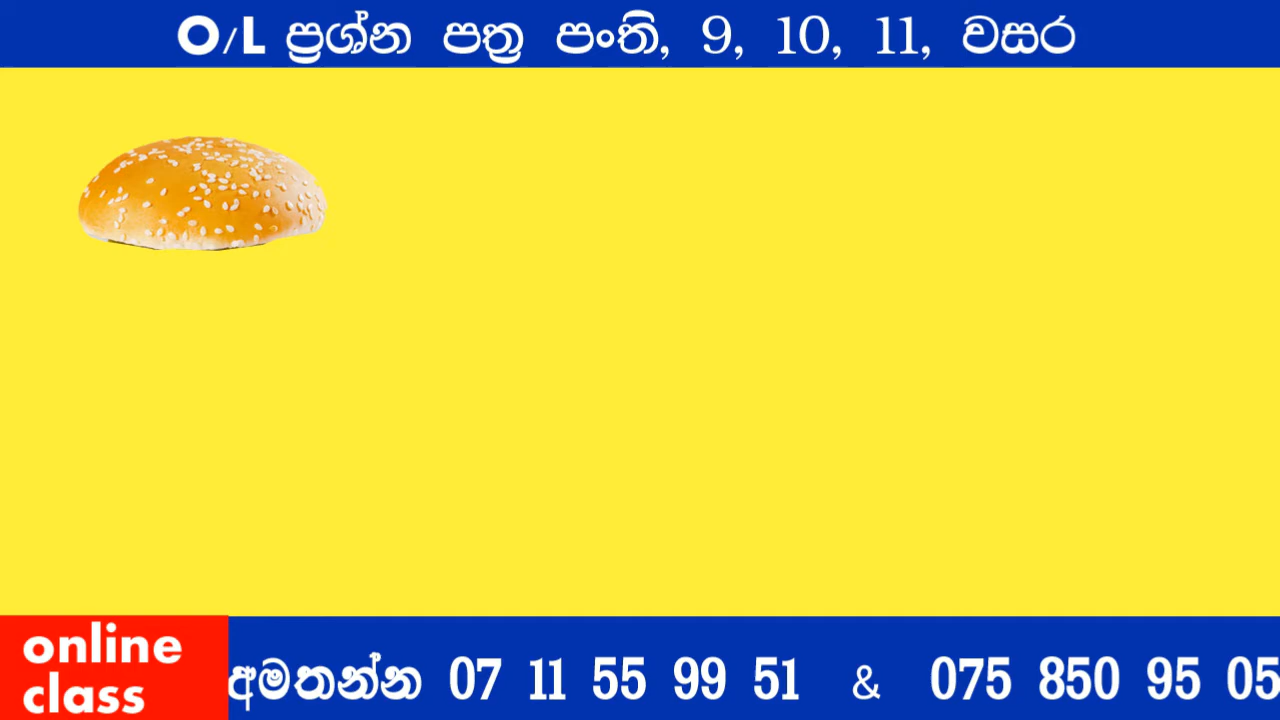 O/L ප්‍රශ්න පත්‍ර පංති, 9, 10, 11, වසර
online
class
අමතන්න 07 11 55 99 51 & 075 850 95 05